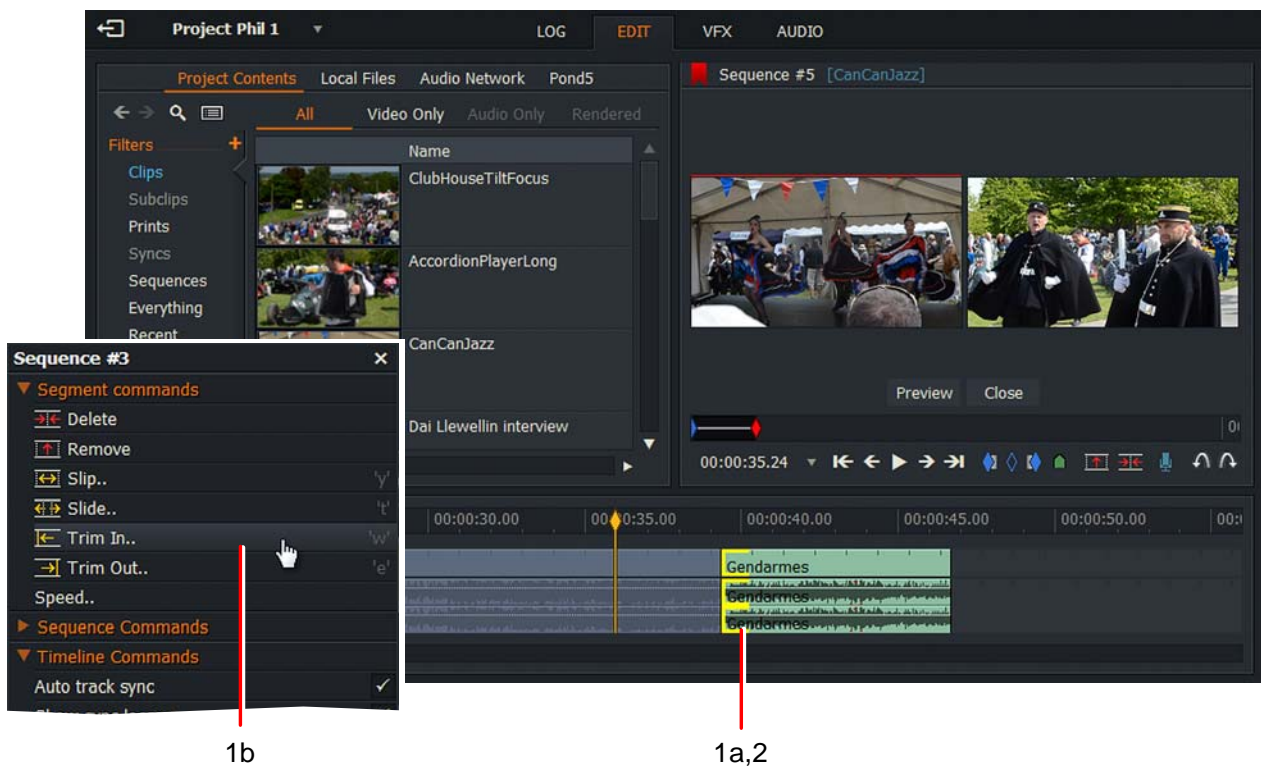 Project Phil 1
LOG EDIT VFX AUDIO
Project Contents Local Files Audio Network Pond5
All Video Only Audio Only Rendered
Filters +
Clips
Subclips
Prints
Syncs
Sequences
Everything
Recent
Name
ClubHouseTiltFocus
AccordionPlayerLong
CanCanJazz
Dai Llewellin interview
Sequence #5 [CanCanJazz]
Preview Close
00:00:35.24
Sequence #3 ×
Segment commands
Delete
Remove
Slip.. 'y'
Slide.. 't'
Trim In.. 'w'
Trim Out.. 'e'
Speed..
Sequence Commands
Timeline Commands
Auto track sync ✓
00:00:30.00 00:00:35.00 00:00:40.00 00:00:45.00 00:00:50.00
Gendarmes
Gendarmes
Gendarmes
1b 1a,2